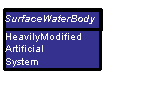 SurfaceWaterBody
HeavilyModified
Artificial
System